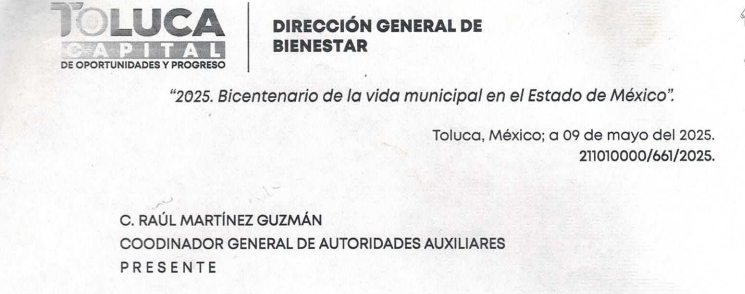 TOLUCA
CAPITAL
DE OPORTUNIDADES Y PROGRESO
DIRECCIÓN GENERAL DE
BIENESTAR
“2025. Bicentenario de la vida municipal en el Estado de México”.
Toluca, México; a 09 de mayo del 2025.
211010000/661/2025.
C. RAÚL MARTÍNEZ GUZMÁN
COODINADOR GENERAL DE AUTORIDADES AUXILIARES
PRESENTE